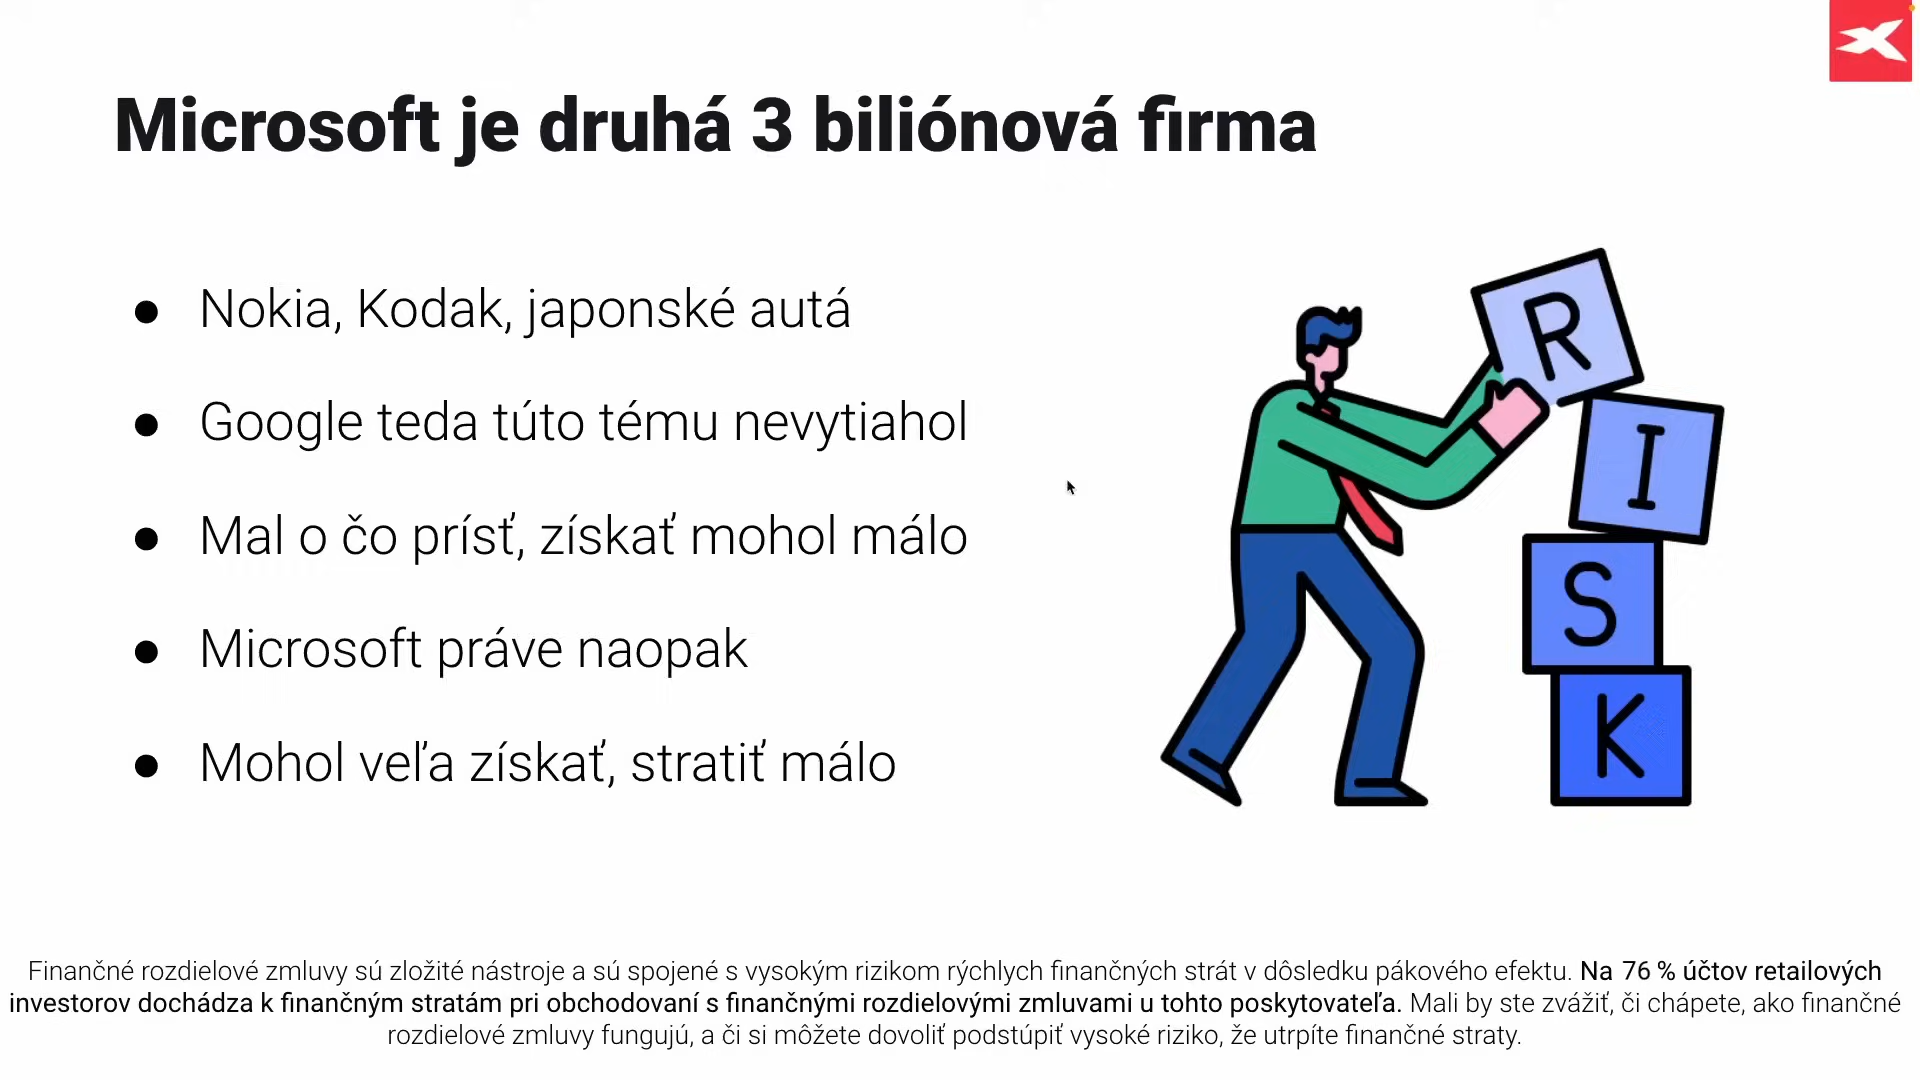 Microsoft je druhá 3 biliónová firma
● Nokia, Kodak, japonské autá
● Google teda túto tému nevytiahol
● Mal o čo prísť, získať mohol málo
● Microsoft práve naopak
● Mohol veľa získať, stratiť málo
R
I
S
K
Finančné rozdielové zmluvy sú zložité nástroje a sú spojené s vysokým rizikom rýchlych finančných strát v dôsledku pákového efektu. Na 76 % účtov retailových
investorov dochádza k finančným stratám pri obchodovaní s finančnými rozdielovými zmluvami u tohto poskytovateľa. Mali by ste zvážiť, či chápete, ako finančné
rozdielové zmluvy fungujú, a či si môžete dovoliť podstúpiť vysoké riziko, že utrpíte finančné straty.